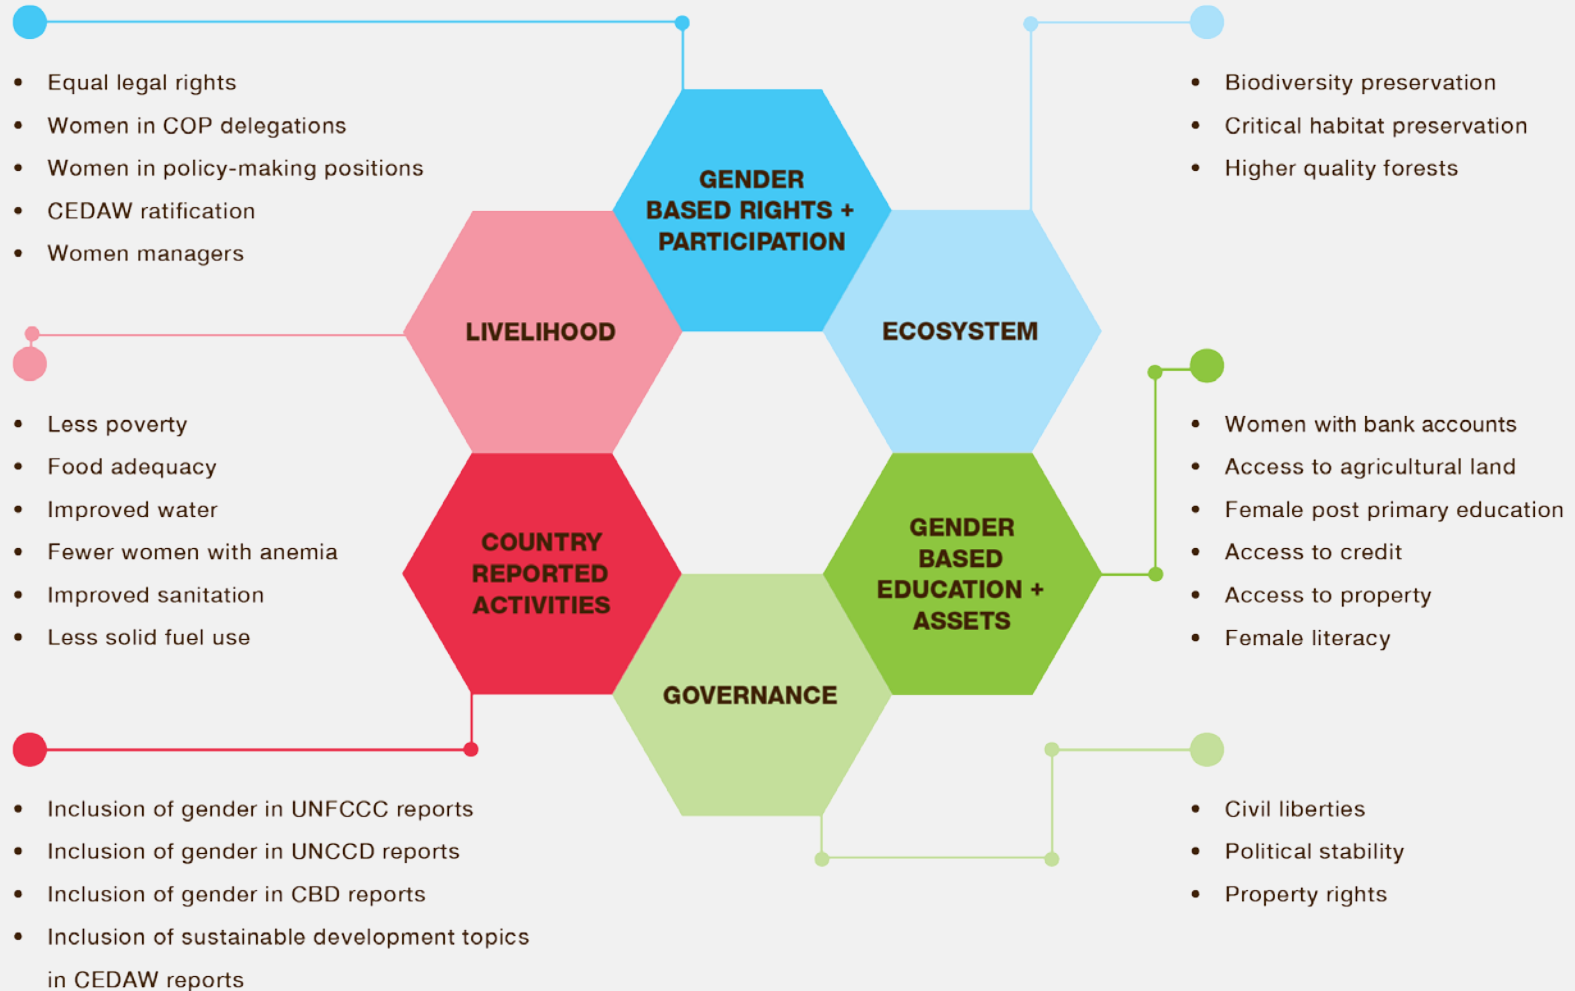 • Equal legal rights
• Women in COP delegations
• Women in policy-making positions
• CEDAW ratification
• Women managers
• Biodiversity preservation
• Critical habitat preservation
• Higher quality forests
GENDER
BASED RIGHTS +
PARTICIPATION
LIVELIHOOD
ECOSYSTEM
• Less poverty
• Food adequacy
• Improved water
• Fewer women with anemia
• Improved sanitation
• Less solid fuel use
COUNTRY
REPORTED
ACTIVITIES
GENDER
BASED
EDUCATION +
ASSETS
• Women with bank accounts
• Access to agricultural land
• Female post primary education
• Access to credit
• Access to property
• Female literacy
GOVERNANCE
• Inclusion of gender in UNFCCC reports
• Inclusion of gender in UNCCD reports
• Inclusion of gender in CBD reports
• Inclusion of sustainable development topics
in CEDAW reports
• Civil liberties
• Political stability
• Property rights